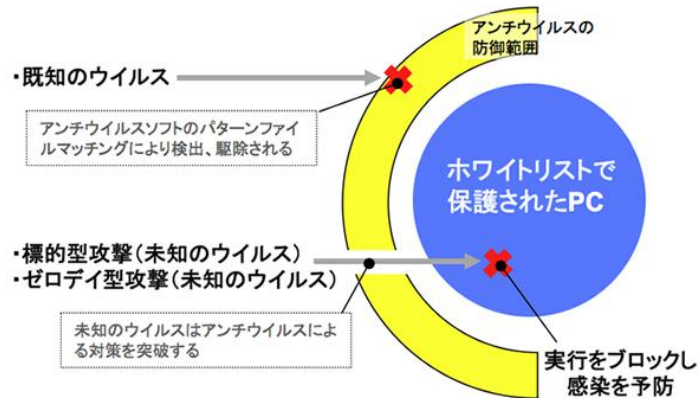 アンチウイルスの
防御範囲
・既知のウイルス
アンチウイルスソフトのパターンファイ
ルマッチングにより検出、駆除される
ホワイトリストで
保護されたPC
・標的型攻撃(未知のウイルス)
・ゼロデイ型攻撃(未知のウイルス)
未知のウイルスはアンチウイルスによ
る対策を突破する
実行をブロックし
感染を予防